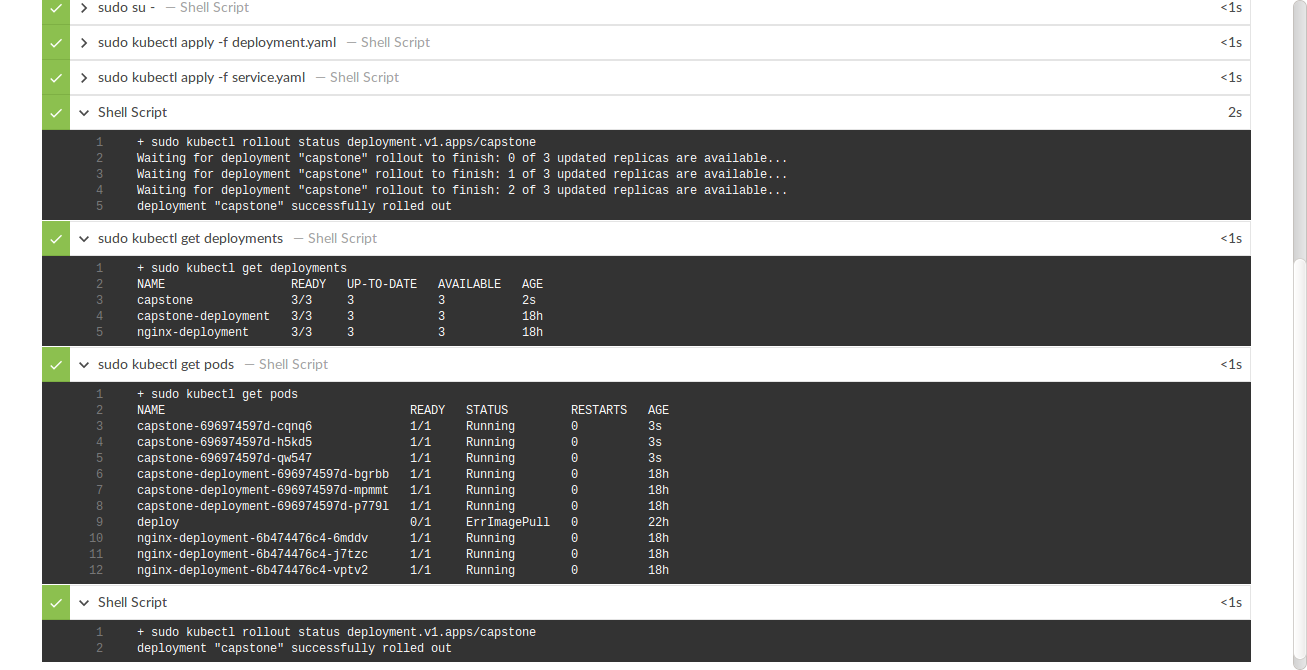 sudo su - — Shell Script <1s
sudo kubectl apply -f deployment.yaml — Shell Script <1s
sudo kubectl apply -f service.yaml — Shell Script <1s
Shell Script 2s
1 + sudo kubectl rollout status deployment.v1.apps/capstone
2 Waiting for deployment "capstone" rollout to finish: 0 of 3 updated replicas are available...
3 Waiting for deployment "capstone" rollout to finish: 1 of 3 updated replicas are available...
4 Waiting for deployment "capstone" rollout to finish: 2 of 3 updated replicas are available...
5 deployment "capstone" successfully rolled out
sudo kubectl get deployments — Shell Script <1s
1 + sudo kubectl get deployments
2 NAME READY UP-TO-DATE AVAILABLE AGE
3 capstone 3/3 3 3 2s
4 capstone-deployment 3/3 3 3 18h
5 nginx-deployment 3/3 3 3 18h
sudo kubectl get pods — Shell Script <1s
1 + sudo kubectl get pods
2 NAME READY STATUS RESTARTS AGE
3 capstone-696974597d-cqnq6 1/1 Running 0 3s
4 capstone-696974597d-h5kd5 1/1 Running 0 3s
5 capstone-696974597d-qw547 1/1 Running 0 3s
6 capstone-deployment-696974597d-bgrbb 1/1 Running 0 18h
7 capstone-deployment-696974597d-mpmmt 1/1 Running 0 18h
8 capstone-deployment-696974597d-p779l 1/1 Running 0 18h
9 deploy 0/1 ErrImagePull 0 22h
10 nginx-deployment-6b474476c4-6mddv 1/1 Running 0 18h
11 nginx-deployment-6b474476c4-j7tzc 1/1 Running 0 18h
12 nginx-deployment-6b474476c4-vptv2 1/1 Running 0 18h
Shell Script <1s
1 + sudo kubectl rollout status deployment.v1.apps/capstone
2 deployment "capstone" successfully rolled out